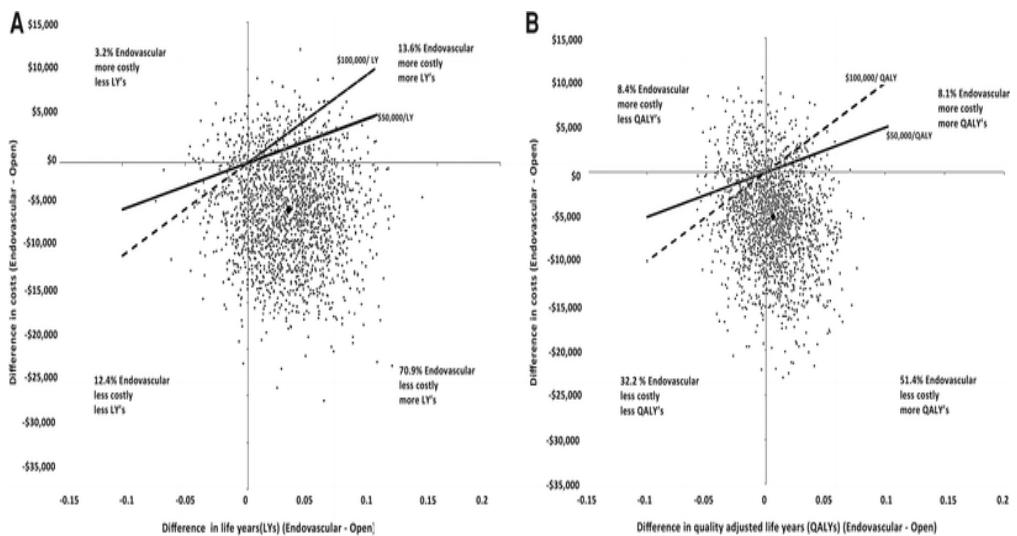 A
Difference in costs (Endovascular - Open)
$15,000
$10,000
$5,000
$0
-$5,000
-$10,000
-$15,000
-$20,000
-$25,000
-$30,000
-$35,000
3.2% Endovascular
more costly
less LY's
$100,000/ LY
13.6% Endovascular
more costly
more LY's
$50,000/LY
12.4% Endovascular
less costly
less LY's
70.9% Endovascular
less costly
more LY's
-0.15
-0.1
-0.05
0
0.05
0.1
0.15
0.2
Difference in life years(LYs) (Endovascular - Open)
B
Difference in costs (Endovascular - Open)
$15,000
$10,000
$5,000
$0
-$5,000
-$10,000
-$15,000
-$20,000
-$25,000
-$30,000
-$35,000
8.4% Endovascular
more costly
less QALY's
$100,000/ QALY
8.1% Endovascular
more costly
more QALY's
$50,000/QALY
32.2 % Endovascular
less costly
less QALY's
51.4% Endovascular
less costly
more QALY's
-0.15
-0.1
-0.05
0
0.05
0.1
0.15
0.2
Difference in quality adjusted life years (QALYs) (Endovascular - Open)